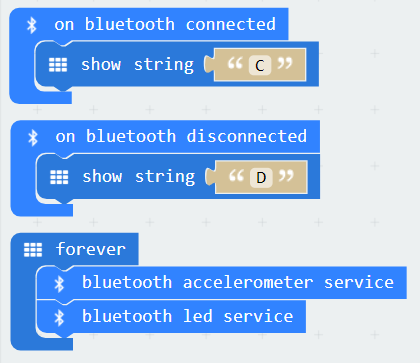 on bluetooth connected
show string “ C ”
on bluetooth disconnected
show string “ D ”
forever
bluetooth accelerometer service
bluetooth led service